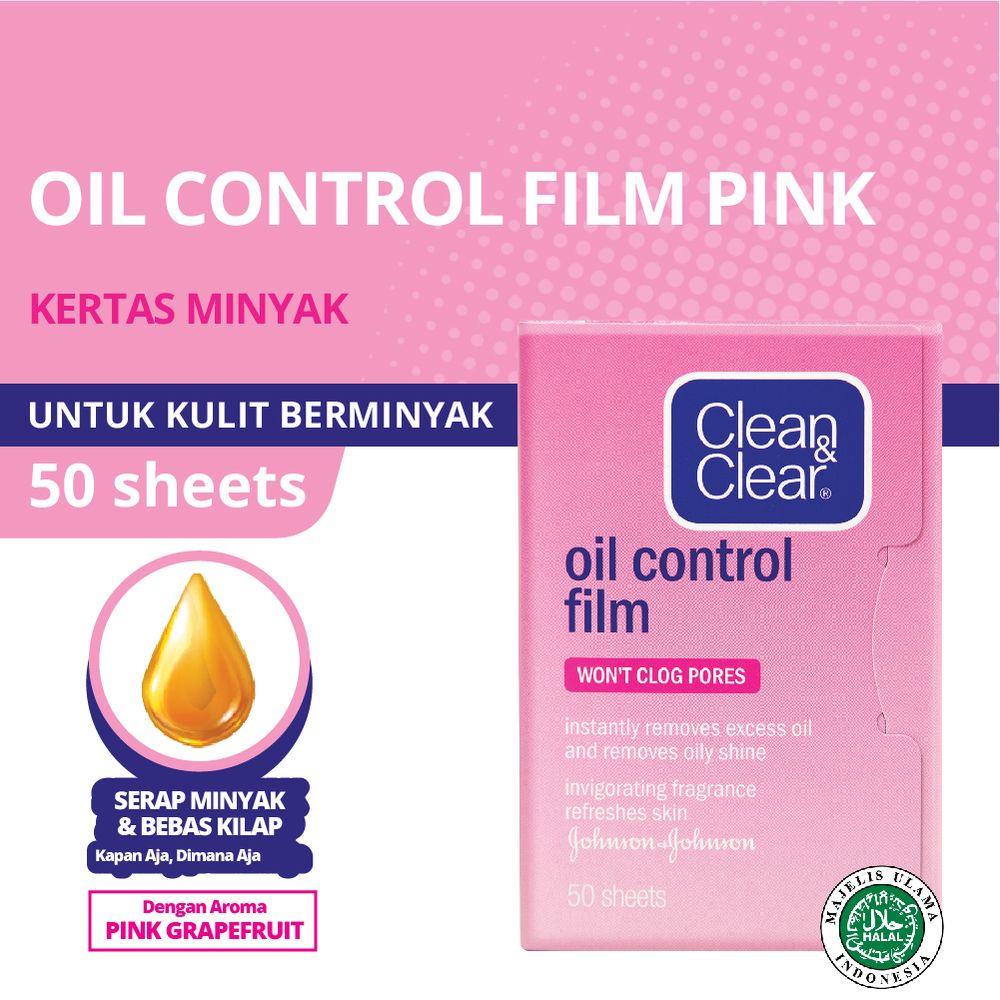 OIL CONTROL FILM PINK
KERTAS MINYAK
UNTUK KULIT BERMINYAK
50 sheets
Clean
&
Clear®
oil control
film
WON'T CLOG PORES
instantly removes excess oil
and removes oily shine
invigorating fragrance
refreshes skin
Johnson & Johnson
50 sheets
SERAP MINYAK
& BEBAS KILAP
Kapan Aja, Dimana Aja
Dengan Aroma
PINK GRAPEFRUIT
MAJELIS ULAMA
حلال
HALAL
INDONESIA